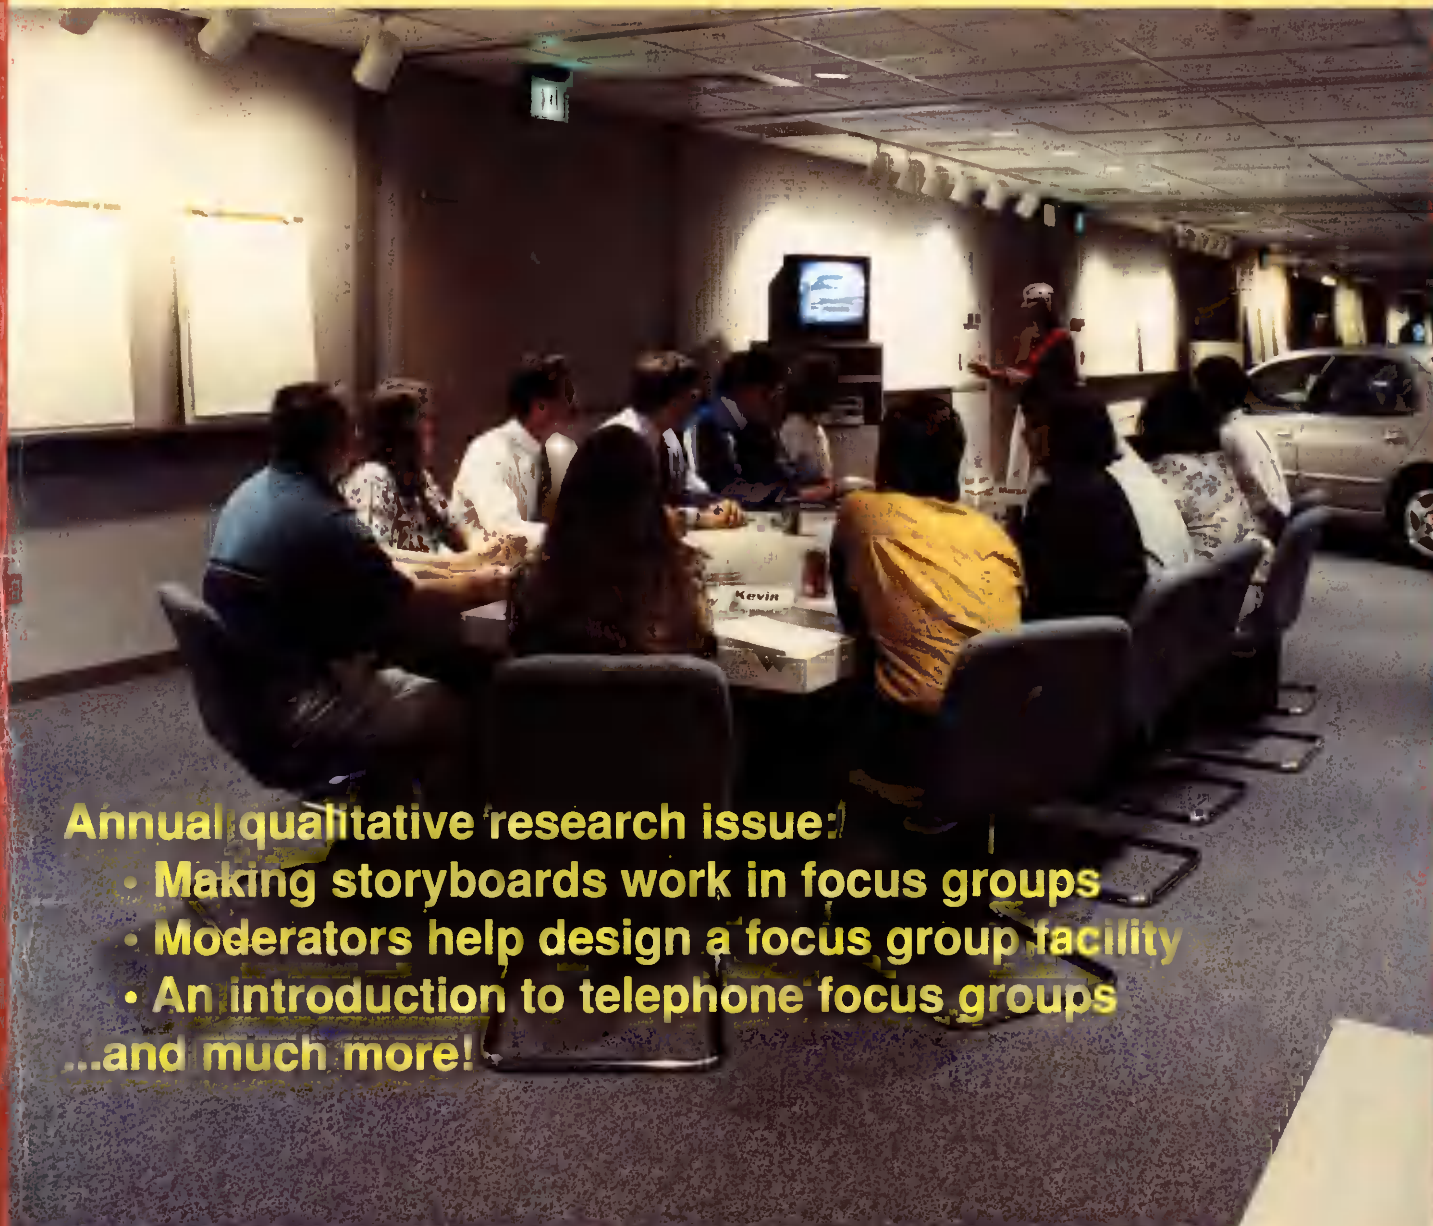 Kevin
Annual qualitative research issue:
• Making storyboards work in focus groups
• Moderators help design a focus group facility
• An introduction to telephone focus groups
...and much more!